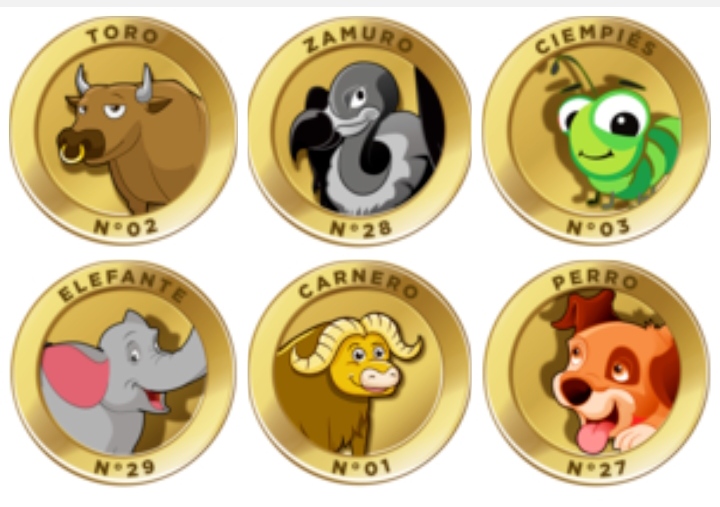 TORO
N°02
ZAMURO
N°28
CIEMPIÉS
N°03
ELEFANTE
N°29
CARNERO
N°01
PERRO
N°27